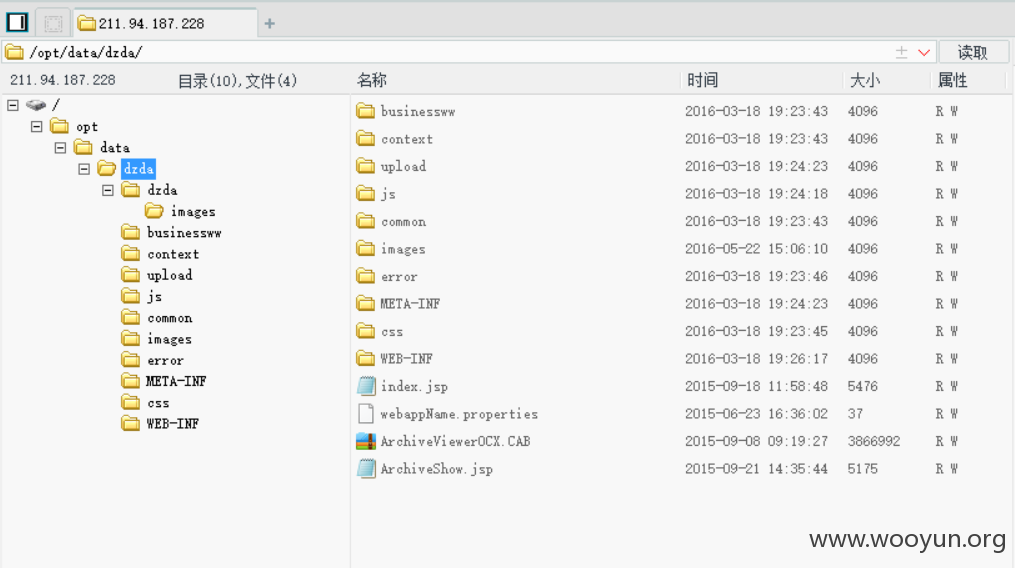 211.94.187.228
/opt/data/dzda/ 读取
211.94.187.228 目录(10),文件(4) 名称 时间 大小 属性
/
opt
data
dzda
dzda
images
businessww
context
upload
js
common
images
error
META-INF
css
WEB-INF
businessww 2016-03-18 19:23:43 4096 R W
context 2016-03-18 19:23:43 4096 R W
upload 2016-03-18 19:24:23 4096 R W
js 2016-03-18 19:24:18 4096 R W
common 2016-03-18 19:23:43 4096 R W
images 2016-05-22 15:06:10 4096 R W
error 2016-03-18 19:23:46 4096 R W
META-INF 2016-03-18 19:24:23 4096 R W
css 2016-03-18 19:23:45 4096 R W
WEB-INF 2016-03-18 19:26:17 4096 R W
index.jsp 2015-09-18 11:58:48 5476 R W
webappName.properties 2015-06-23 16:36:02 37 R W
ArchiveViewerOCX.CAB 2015-09-08 09:19:27 3866992 R W
ArchiveShow.jsp 2015-09-21 14:35:44 5175 R W
www.wooyun.org